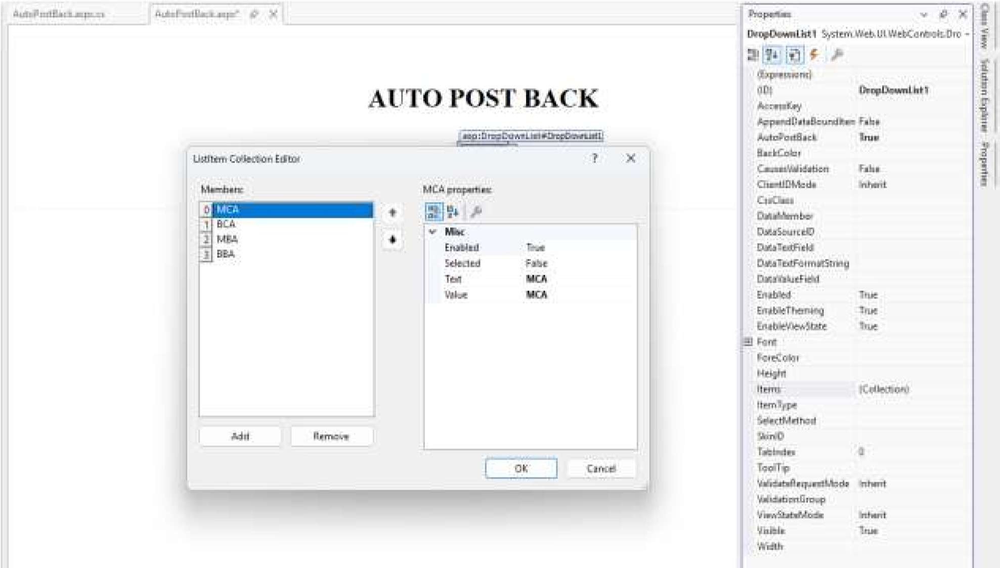 AutoPostBack.aspx.cs
AutoPostBack.aspx*
AUTO POST BACK
asp:DropDownList#DropDownList1
ListItem Collection Editor
?
Members:
0 MCA
1 BCA
2 MBA
3 BBA
Add
Remove
MCA properties:
Misc
Enabled True
Selected False
Text MCA
Value MCA
OK
Cancel
Properties
DropDownList1 System.Web.UI.WebControls.Dro
(Expressions)
(ID) DropDownList1
AccessKey
AppendDataBoundItem False
AutoPostBack True
BackColor
CausesValidation False
ClientIDMode Inherit
CssClass
DataMember
DataSourceID
DataTextField
DataTextFormatString
DataValueField
Enabled True
EnableTheming True
EnableViewState True
Font
ForeColor
Height
Items (Collection)
ItemType
SelectMethod
SkinID
TabIndex 0
ToolTip
ValidateRequestMode Inherit
ValidationGroup
ViewStateMode Inherit
Visible True
Width
Class View
Solution Explorer
Properties